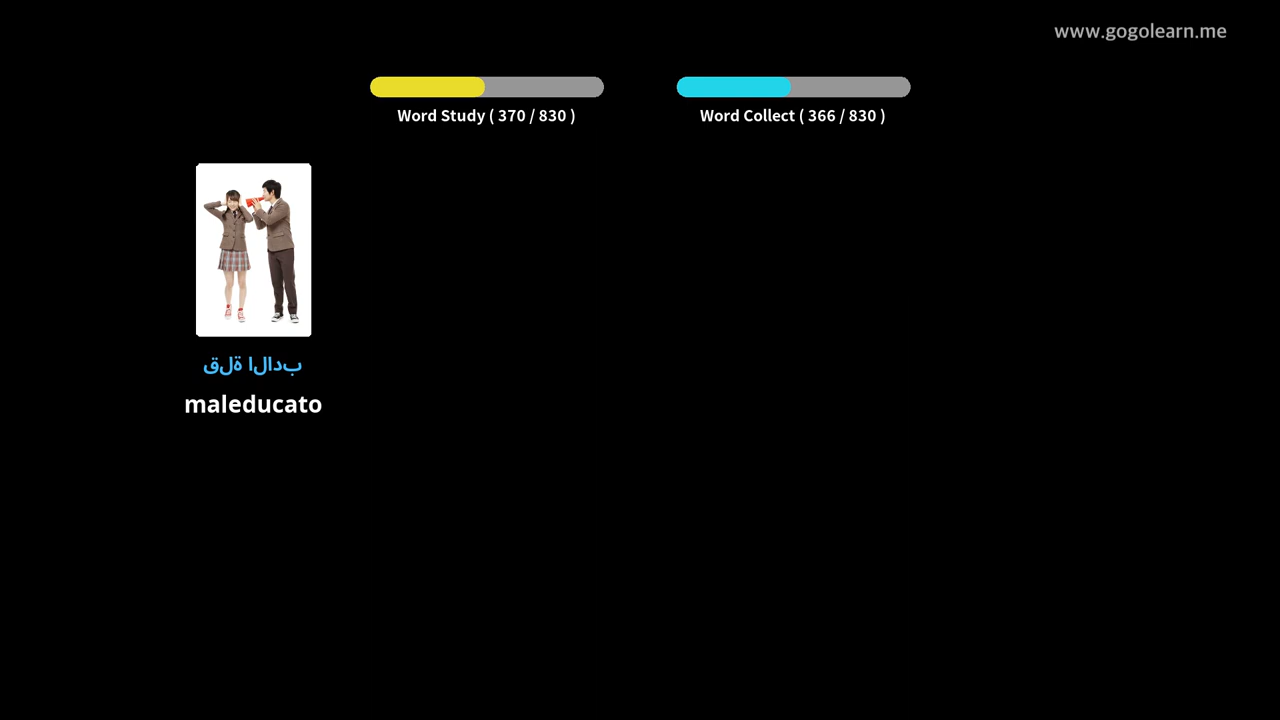 www.gogolearn.me
Word Study ( 370 / 830 )
Word Collect ( 366 / 830 )
قلة الادب
maleducato